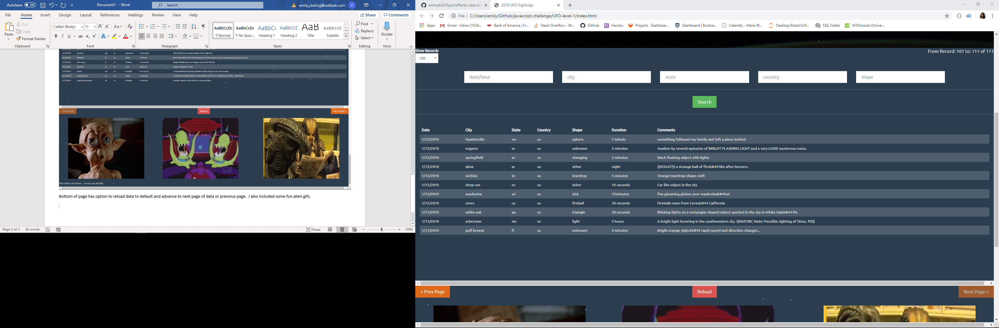 AutoSave Off Document1 - Word Search emily.j.boling@outlook.com E
File Home Insert Design Layout References Mailings Review View Help Share Comments
Paste Cut Copy Format Painter
Calibri (Body) 11 Aa
B I U ab x2 x2 A A
AaBbCcDc AaBbCcDc AaBbCc AaBbCcD AaB AaBbCcD
¶ Normal ¶ No Spac... Heading 1 Heading 2 Title Subtitle
Find Replace Select Dictate
Clipboard Font Paragraph Styles Editing Voice
1/11/2010 taunton ma us unknown 10 seconds ((HOAX??)) saw a strange object in the night sky
1/11/2010 lakeland fl us other 1 minute Neon blue light in the sky disappears and then phone call is interrupted by unknown sound .
1/11/2010 fort myers fl us fireball 15 seconds Bright fireball seen over Naples area of SW Florida.
1/11/2010 fairfield ca us oval unknown Shape was black in color
1/11/2010 joplin mo us triangle 5 to 10 sec. V shaped&#44 extreamly fast&#44 silent and the color was orange.
1/11/2010 leatherwood ky us other 5 minutes 3 SQUARE-SHAPED OBJECTS WITH RED LIGHTS IN A TRIANGULAR FORM - KENTUCKY
1/11/2010 ingleside (canada) on ca triangle 5 minutes triangle shaped craft with four coloured lights
< Prev Page Reload Next Page >
The truth is out there.... or not, you decide!
Bottom of page has option to reload data to default and advance to next page of data or previous page. I also included some fun alien gifs.
Page 3 of 3 60 words Focus 100%
emmyb23/SquirrelParts: class exa 2010 UFO Sightings
File C:/Users/emily/GitHub/javascript-challenge/UFO-level-1/index.html
Apps Gmail - Inbox (1524... Bank of America | H... Stack Overflow - W... GitHub Heroku Projects · Dashboar... Dashboard | Bootca... Calendly - Marie Bl... Desktop/DataViz/0... SQL Fiddle W3Schools Online...
Show Records From Record: 101 to: 111 of 111
100
date/time city state country shape
Search
Date City State Country Shape Duration Comments
1/12/2010 fayetteville wv us sphere 7 minuts something followed my family and left a piece behind
1/12/2010 eugene or us unknown 2 minutes Awaken by several episodes of BRIGHT FLASHING LIGHT and a very LOUD mysterous noise.
1/12/2010 springfield or us changing 3 minutes black floating object with lights
1/12/2010 alma ar us other night ((HOAX??)) a strange ball of fire&#44 like after burners.
1/12/2010 wichita ks us teardrop 5 minutes Orange teardrop-shape craft
1/12/2010 deep run nc us other 10 seconds Car like object in the sky
1/12/2010 waukesha wi us disk 15minutes five glowning globes over waukesha&#44wi
1/12/2010 ceres ca us fireball 30 seconds Fireballs seen from Ceres&#44 California
1/13/2010 white oak pa us triangle 30 seconds Blinking lights on a rectanglar shaped object spotted in the sky in White Oak&#44 PA.
1/13/2010 ackerman ms us light 2 hours A bright light hovering in the southwestern sky. ((NUFORC Note: Possible sighting of Sirius. PD))
1/13/2010 gulf breeze fl us unknown 4 minutes Bright orange object&#44 rapid speed and direction changes ..
< Prev Page Reload Next Page >